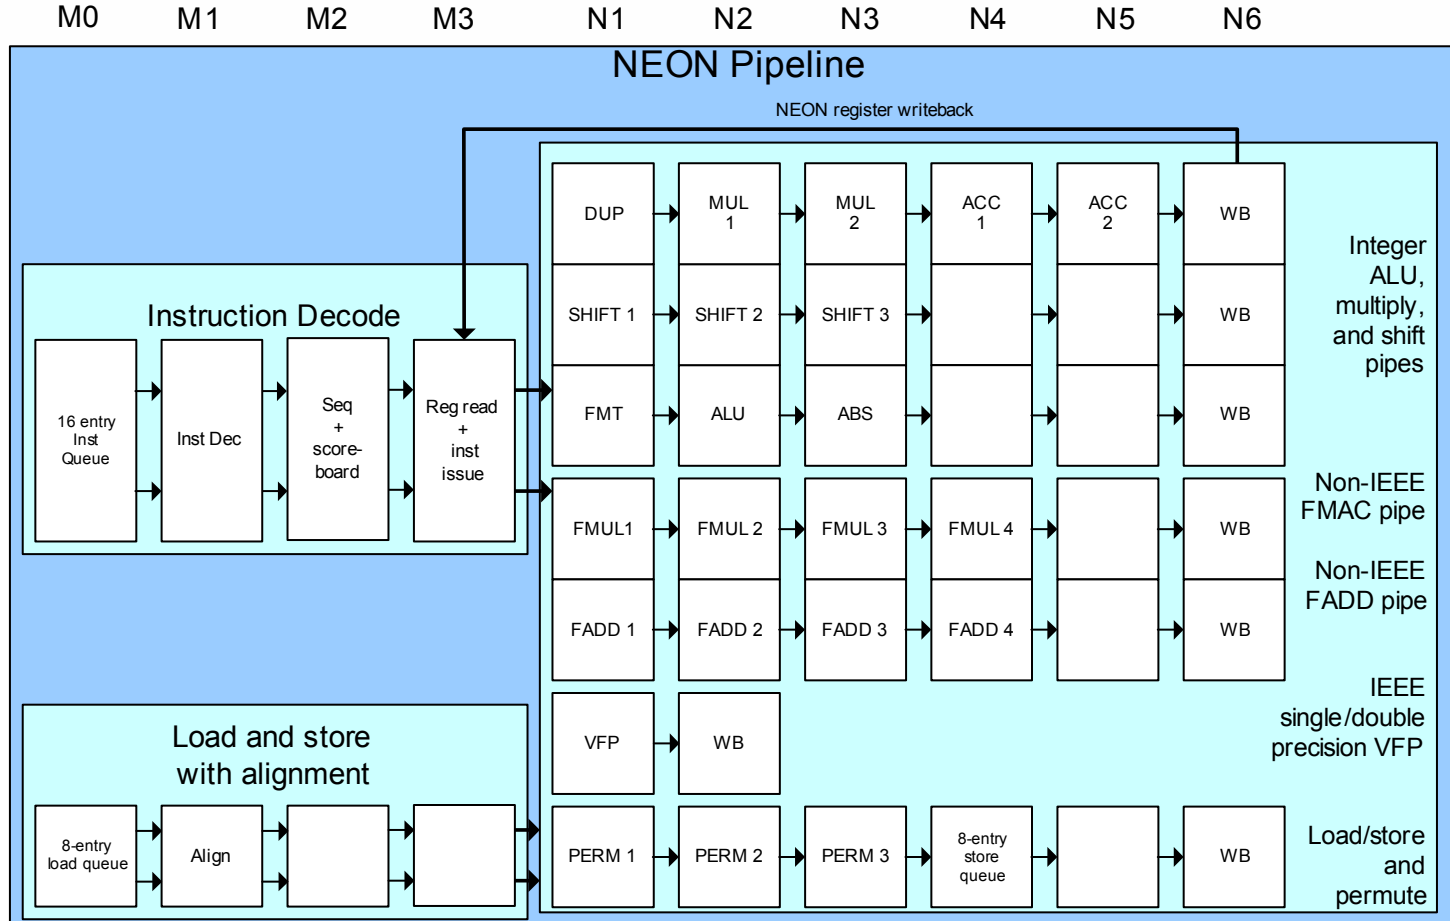 M0 M1 M2 M3 N1 N2 N3 N4 N5 N6
NEON Pipeline
NEON register writeback
DUP
MUL
1
MUL
2
ACC
1
ACC
2
WB
Integer
ALU,
multiply,
and shift
pipes
SHIFT 1
SHIFT 2
SHIFT 3
WB
FMT
ALU
ABS
WB
Instruction Decode
16 entry
Inst
Queue
Inst Dec
Seq
+
score-
board
Reg read
+
inst
issue
FMUL1
FMUL 2
FMUL 3
FMUL 4
WB
Non-IEEE
FMAC pipe
FADD 1
FADD 2
FADD 3
FADD 4
WB
Non-IEEE
FADD pipe
VFP
WB
IEEE
single/double
precision VFP
Load and store
with alignment
8-entry
load queue
Align
PERM 1
PERM 2
PERM 3
8-entry
store
queue
WB
Load/store
and
permute